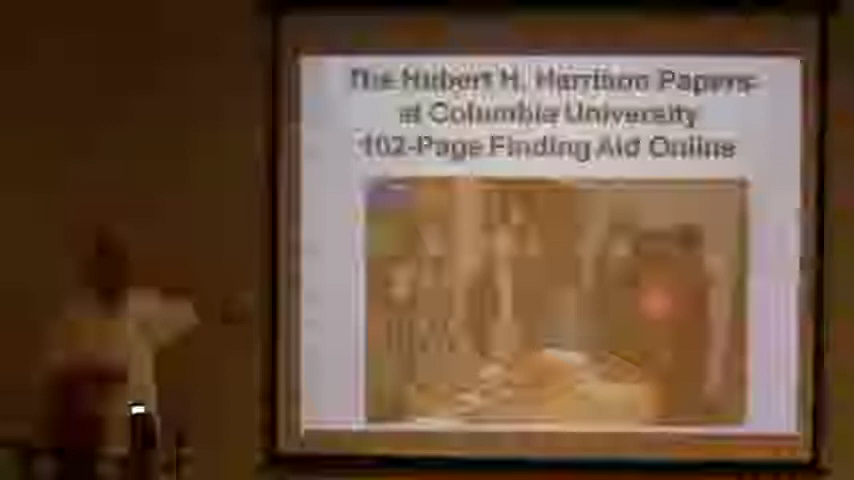 The Hubert H. Harrison Papers
at Columbia University
102-Page Finding Aid Online